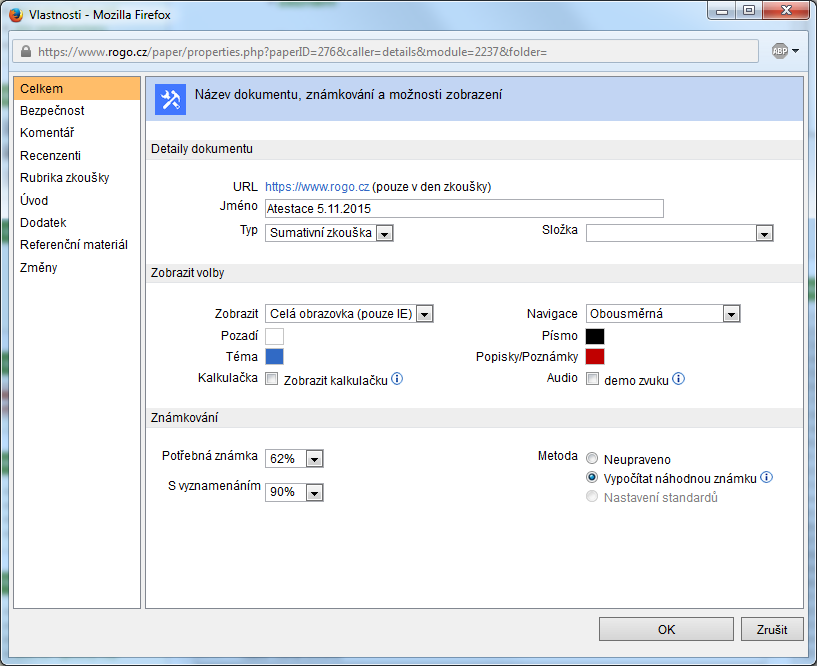 Vlastnosti - Mozilla Firefox
https://www.rogo.cz/paper/properties.php?paperID=276&caller=details&module=2237&folder=
ABP
Celkem
Bezpečnost
Komentář
Recenzenti
Rubrika zkoušky
Úvod
Dodatek
Referenční materiál
Změny
Název dokumentu, známkování a možnosti zobrazení
Detaily dokumentu
URL https://www.rogo.cz (pouze v den zkoušky)
Jméno Atestace 5.11.2015
Typ Sumativní zkouška Složka
Zobrazit volby
Zobrazit Celá obrazovka (pouze IE) Navigace Obousměrná
Pozadí Písmo
Téma Popisky/Poznámky
Kalkulačka Zobrazit kalkulačku Audio demo zvuku
Známkování
Potřebná známka 62% Metoda Neupraveno
Vypočítat náhodnou známku
S vyznamenáním 90% Nastavení standardů
OK Zrušit